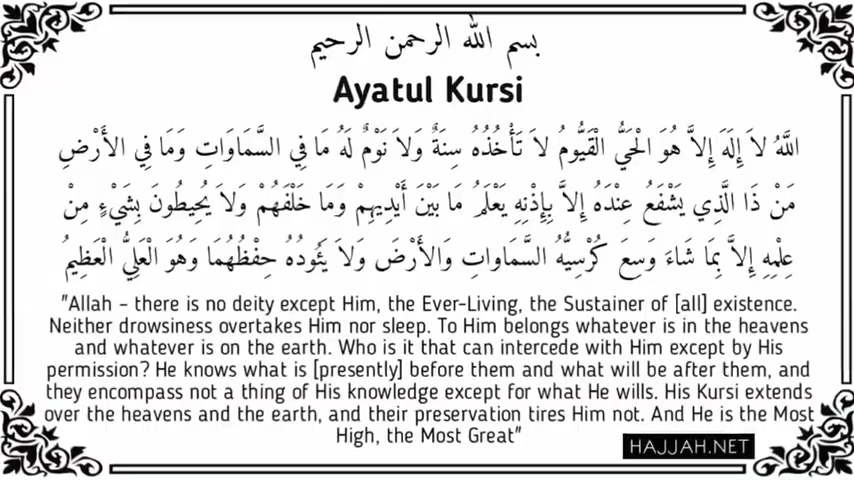 بسم الله الرحمن الرحيم
Ayatul Kursi
اللَّهُ لاَ إِلَهَ إِلاَّ هُوَ الْحَيُّ الْقَيُّومُ لاَ تَأْخُذُهُ سِنَةٌ وَلاَ نَوْمٌ لَهُ مَا فِي السَّمَاوَاتِ وَمَا فِي الأَرْضِ
مَنْ ذَا الَّذِي يَشْفَعُ عِنْدَهُ إِلاَّ بِإِذْنِهِ يَعْلَمُ مَا بَيْنَ أَيْدِيهِمْ وَمَا خَلْفَهُمْ وَلاَ يُحِيطُونَ بِشَيْءٍ مِنْ
عِلْمِهِ إِلاَّ بِمَا شَاءَ وَسِعَ كُرْسِيُّهُ السَّمَاوَاتِ وَالأَرْضَ وَلاَ يَئُودُهُ حِفْظُهُمَا وَهُوَ الْعَلِيُّ الْعَظِيمُ
"Allah – there is no deity except Him, the Ever-Living, the Sustainer of [all] existence.
Neither drowsiness overtakes Him nor sleep. To Him belongs whatever is in the heavens
and whatever is on the earth. Who is it that can intercede with Him except by His
permission? He knows what is [presently] before them and what will be after them, and
they encompass not a thing of His knowledge except for what He wills. His Kursi extends
over the heavens and the earth, and their preservation tires Him not. And He is the Most
High, the Most Great"
HAJJAH.NET